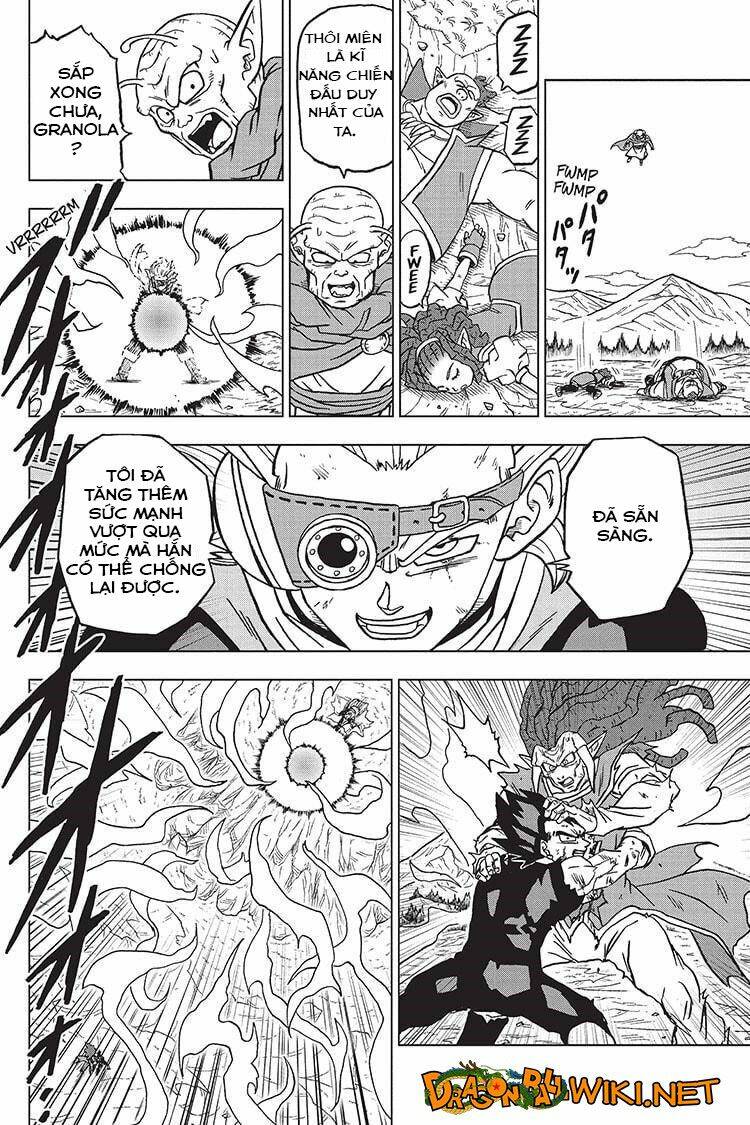 FWMP
FWMP
パタ
パタッ
ZZZ
ZZZ
FWEE
THÔI MIÊN
LÀ KĨ
NĂNG CHIẾN
ĐẤU DUY
NHẤT CỦA
TA.
SẮP
XONG
CHƯA,
GRANOLA
?
VRRRRRRM
ĐÃ SẴN
SÀNG.
TÔI ĐÃ
TĂNG THÊM
SỨC MẠNH
VƯỢT QUA
MỨC MÀ HẮN
CÓ THỂ CHỐNG
LẠI ĐƯỢC.
DRAGON BALL WIKI.NET